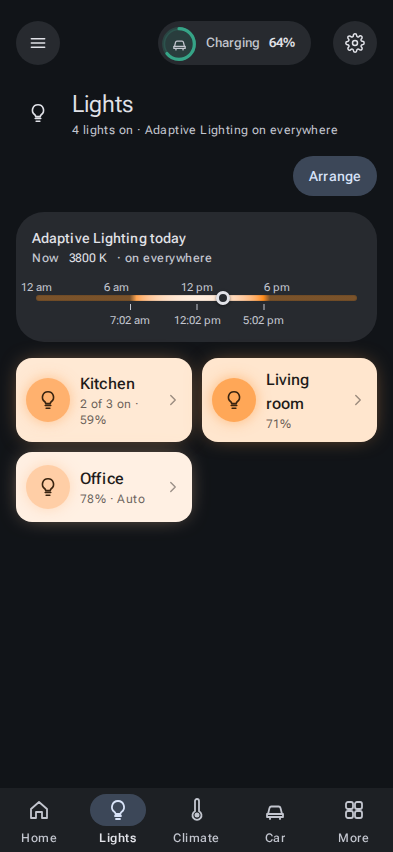 Charging 64%
Lights
4 lights on · Adaptive Lighting on everywhere
Arrange
Adaptive Lighting today
Now 3800 K · on everywhere
12 am 6 am 12 pm 6 pm
7:02 am 12:02 pm 5:02 pm
Kitchen
2 of 3 on ·
59%
Living
room
71%
Office
78% · Auto
Home Lights Climate Car More